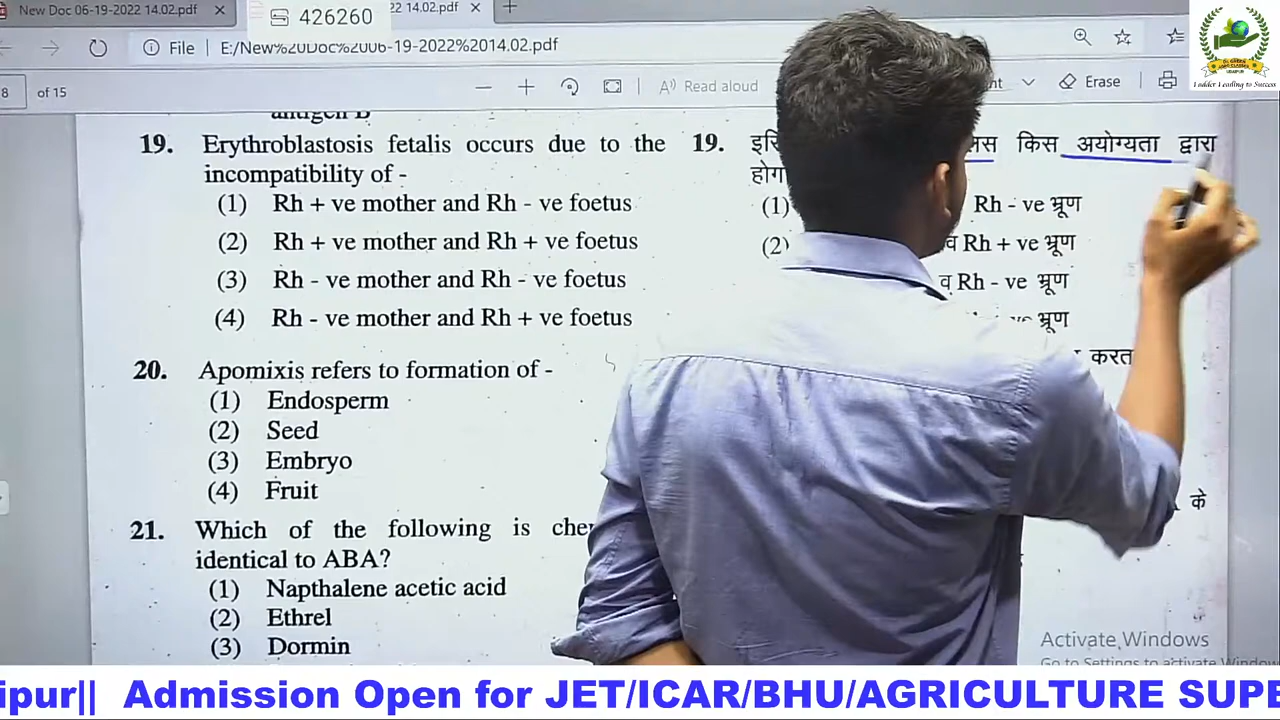 New Doc 06-19-2022 14.02.pdf
426260
22 14.02.pdf
File E:/New%20Doc%2006-19-2022%2014.02.pdf
8 of 15
Read aloud
Erase
Ladder Leading to Success
antigen B
19. Erythroblastosis fetalis occurs due to the
incompatibility of -
(1) Rh + ve mother and Rh - ve foetus
(2) Rh + ve mother and Rh + ve foetus
(3) Rh - ve mother and Rh - ve foetus
(4) Rh - ve mother and Rh + ve foetus
20. Apomixis refers to formation of -
(1) Endosperm
(2) Seed
(3) Embryo
(4) Fruit
21. Which of the following is
identical to ABA?
(1) Napthalene acetic acid
(2) Ethrel
(3) Dormin
19. किस अयोग्यता द्वारा
(1) Rh - ve भ्रूण
(2) व Rh + ve भ्रूण
व Rh - ve भ्रूण
भ्रूण
के
Activate Windows
Go to Settings to activate Windows
ipur|| Admission Open for JET/ICAR/BHU/AGRICULTURE SUPE